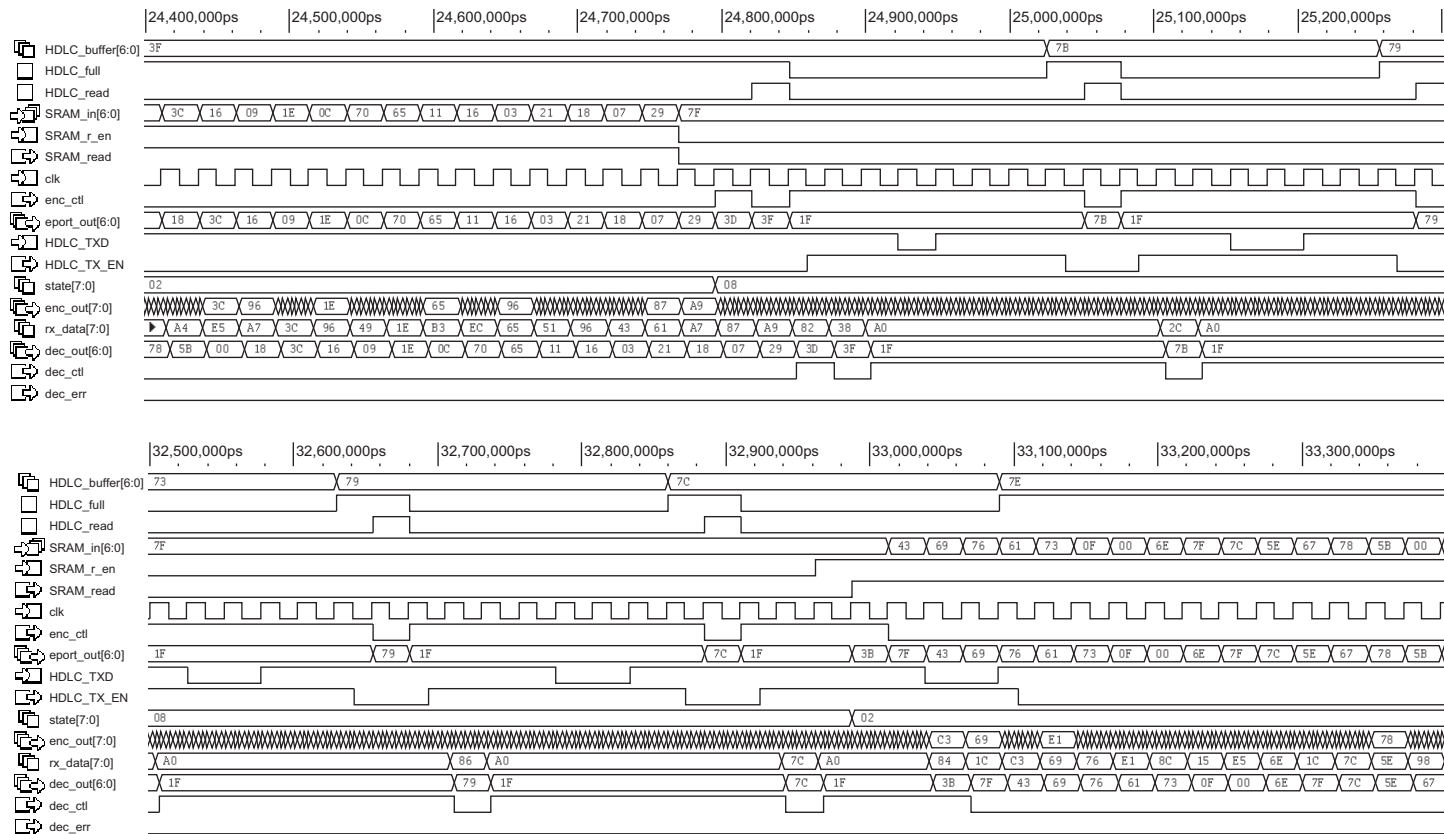 24,400,000ps 24,500,000ps 24,600,000ps 24,700,000ps 24,800,000ps 24,900,000ps 25,000,000ps 25,100,000ps 25,200,000ps
HDLC_buffer[6:0] 3F 7B 79
HDLC_full
HDLC_read
SRAM_in[6:0] 3C 16 09 1E 0C 70 65 11 16 03 21 18 07 29 7F
SRAM_r_en
SRAM_read
clk
enc_ctl
eport_out[6:0] 18 3C 16 09 1E 0C 70 65 11 16 03 21 18 07 29 3D 3F 1F 7B 1F 79
HDLC_TXD
HDLC_TX_EN
state[7:0] 02 08
enc_out[7:0] 3C 96 1E 65 96 87 A9
rx_data[7:0] A4 E5 A7 3C 96 49 1E B3 EC 65 51 96 43 61 A7 87 A9 82 38 A0 2C A0
dec_out[6:0] 78 5B 00 18 3C 16 09 1E 0C 70 65 11 16 03 21 18 07 29 3D 3F 1F 7B 1F
dec_ctl
dec_err
32,500,000ps 32,600,000ps 32,700,000ps 32,800,000ps 32,900,000ps 33,000,000ps 33,100,000ps 33,200,000ps 33,300,000ps
HDLC_buffer[6:0] 73 79 7C 7E
HDLC_full
HDLC_read
SRAM_in[6:0] 7F 43 69 76 61 73 0F 00 6E 7F 7C 5E 67 78 5B 00
SRAM_r_en
SRAM_read
clk
enc_ctl
eport_out[6:0] 1F 79 1F 7C 1F 3B 7F 43 69 76 61 73 0F 00 6E 7F 7C 5E 67 78 5B
HDLC_TXD
HDLC_TX_EN
state[7:0] 08 02
enc_out[7:0] C3 69 E1 78
rx_data[7:0] A0 86 A0 7C A0 84 1C C3 69 76 E1 8C 15 E5 6E 1C 7C 5E 98
dec_out[6:0] 1F 79 1F 7C 1F 3B 7F 43 69 76 61 73 0F 00 6E 7F 7C 5E 67
dec_ctl
dec_err